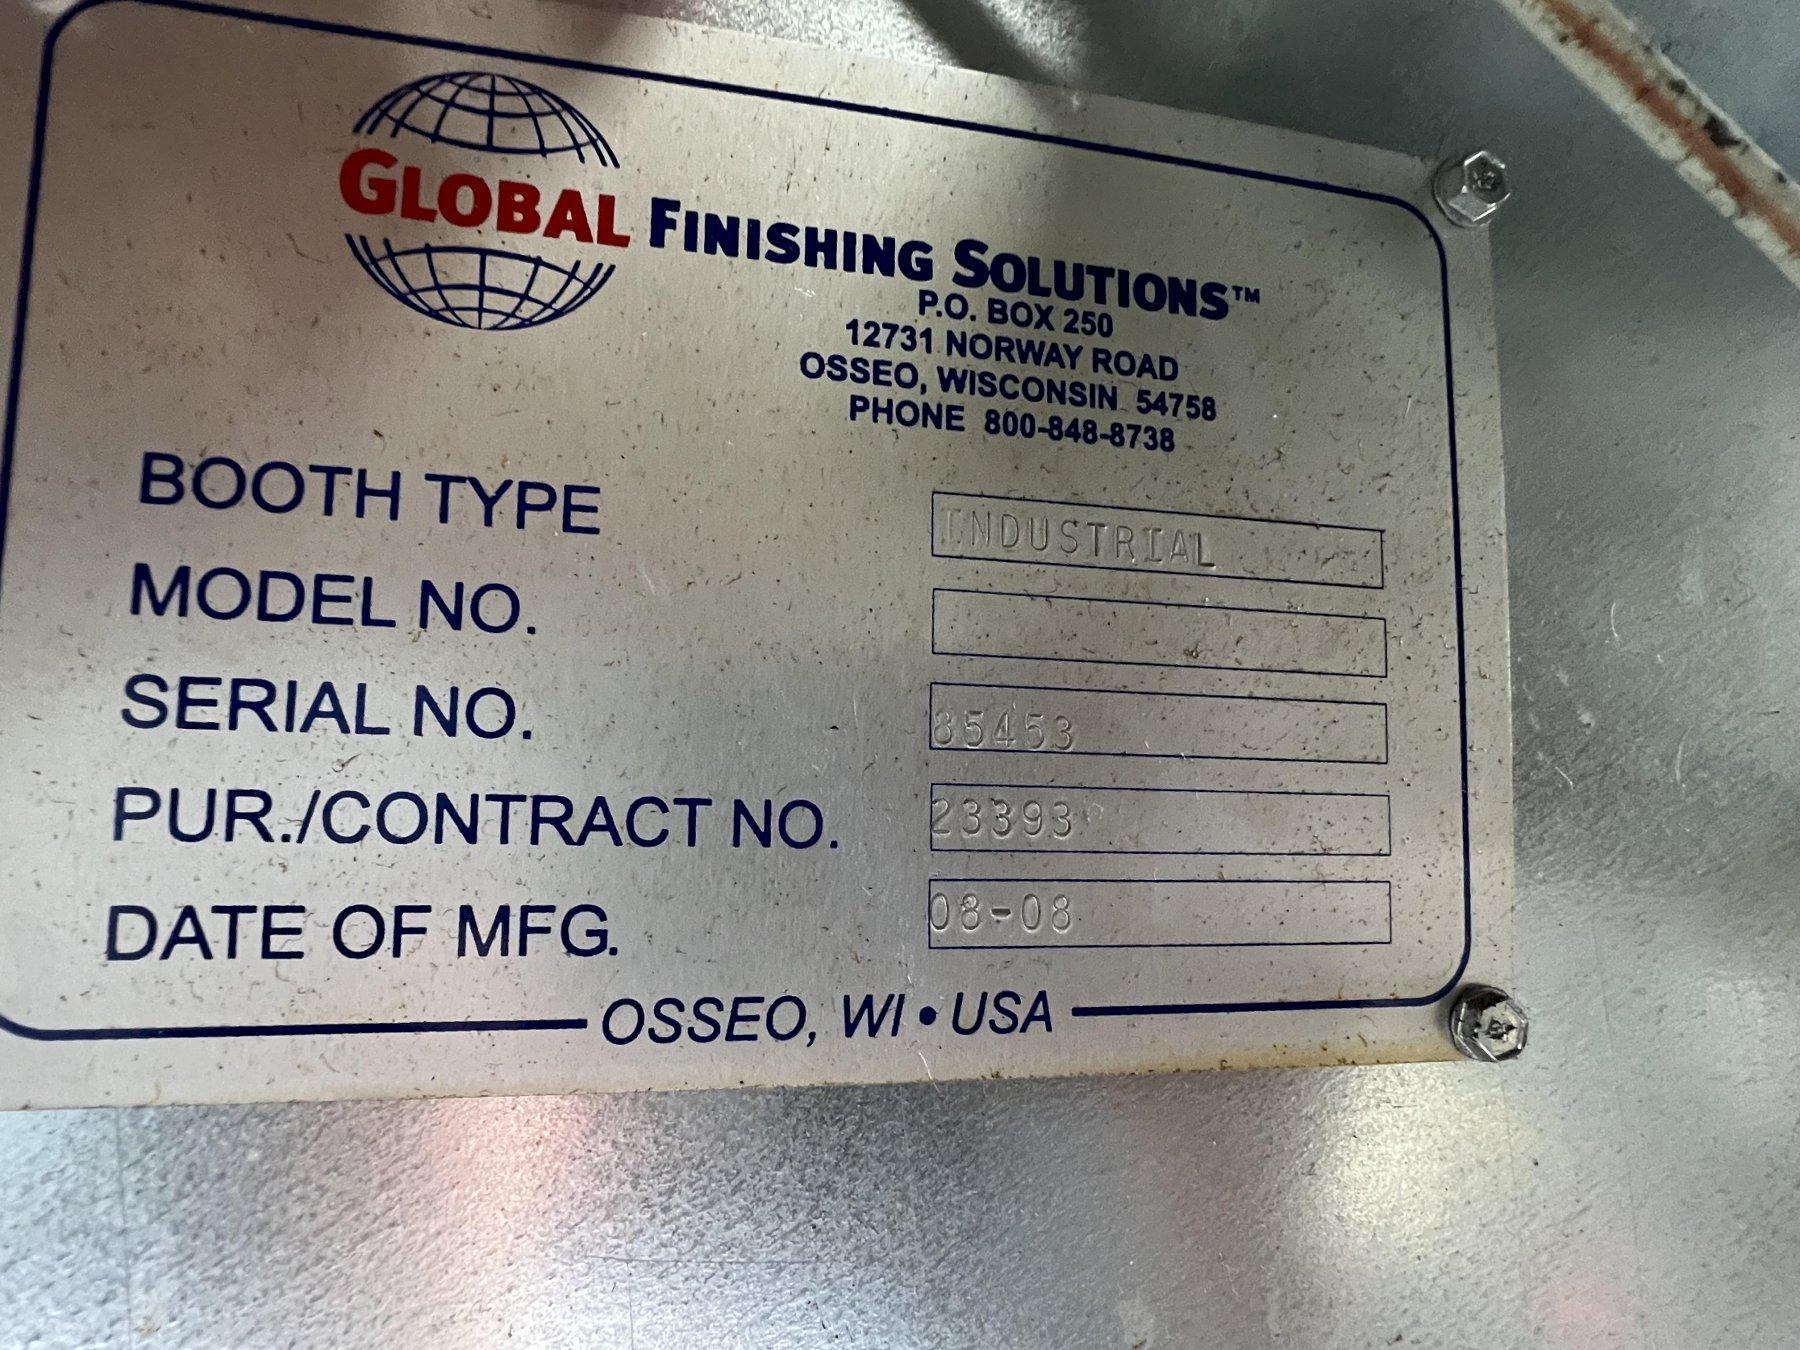 GLOBAL FINISHING SOLUTIONS™
P.O. BOX 250
12731 NORWAY ROAD
OSSEO, WISCONSIN 54758
PHONE 800-848-8738
BOOTH TYPE INDUSTRIAL
MODEL NO.
SERIAL NO. 85453
PUR./CONTRACT NO. 23393
DATE OF MFG. 08-08
OSSEO, WI • USA